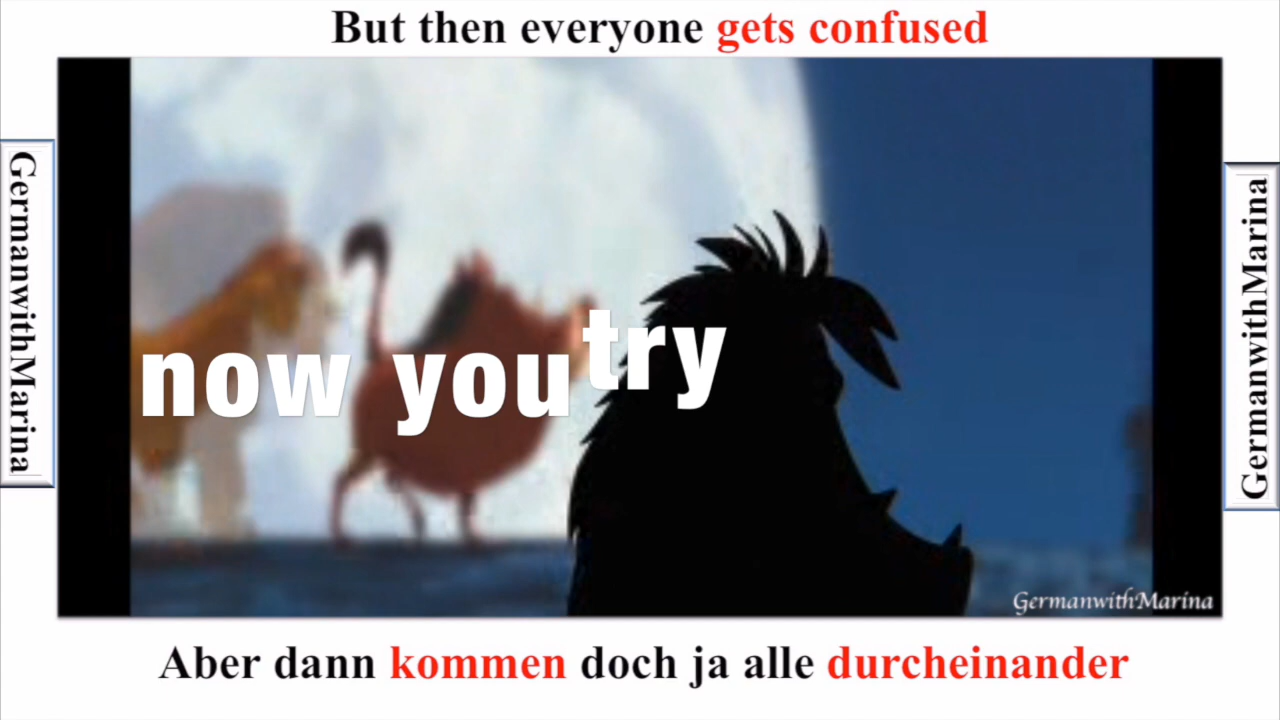 But then everyone gets confused
GermanwithMarina
now you try
GermanwithMarina
GermanwithMarina
Aber dann kommen doch ja alle durcheinander